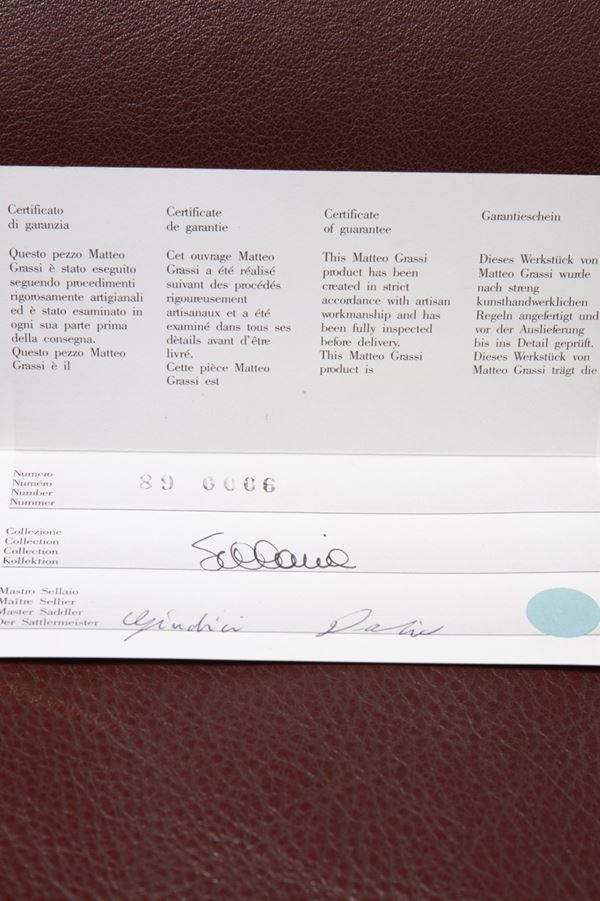 Certificato
di garanzia
Questo pezzo Matteo
Grassi è stato eseguito
seguendo procedimenti
rigorosamente artigianali
ed è stato esaminato in
ogni sua parte prima
della consegna.
Questo pezzo Matteo
Grassi è il
Certificate
de garantie
Cet ouvrage Matteo
Grassi a été réalisé
suivant des procédés
rigoureusement
artisanaux et a été
examiné dans tous ses
dètails avant d'être
livré.
Cette pièce Matteo
Grassi est
Certificate
of guarantee
This Matteo Grassi
product has been
created in strict
accordance with artisan
workmanship and has
been fully inspected
before delivery.
This Matteo Grassi
product is
Garantieschein
Dieses Werkstück von
Matteo Grassi wurde
nach streng
kunsthandwerklichen
Regeln angefertigt und
vor der Auslieferung
bis ins Detail geprüft.
Dieses Werkstück von
Matteo Grassi trägt die
Numero
Numéro
Number
Nummer
89 0006
Collezione
Collection
Collection
Kollektion
Sellaria
Mastro Sellaio
Maître Sellier
Master Saddler
Der Sattlermeister
Giudici